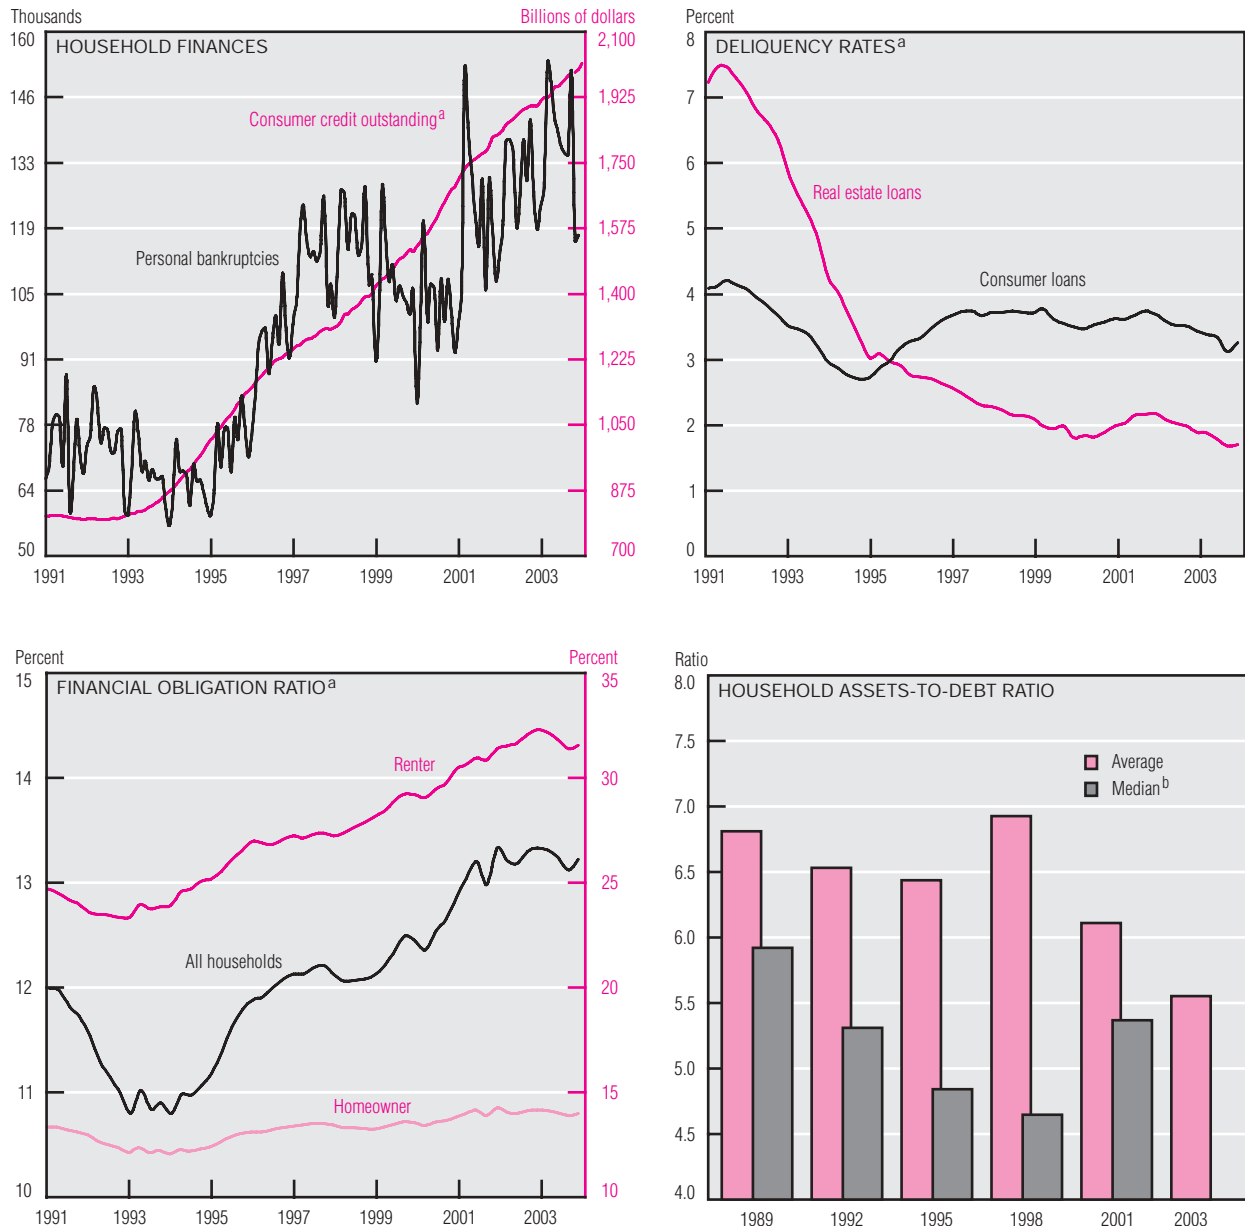 Thousands
Billions of dollars
HOUSEHOLD FINANCES
160
146
133
119
105
91
78
64
50
2,100
1,925
1,750
1,575
1,400
1,225
1,050
875
700
Consumer credit outstanding a
Personal bankruptcies
1991 1993 1995 1997 1999 2001 2003
Percent
DELIQUENCY RATES a
8
7
6
5
4
3
2
1
0
Real estate loans
Consumer loans
1991 1993 1995 1997 1999 2001 2003
Percent
Percent
FINANCIAL OBLIGATION RATIO a
15
14
13
12
11
10
35
30
25
20
15
10
Renter
All households
Homeowner
1991 1993 1995 1997 1999 2001 2003
Ratio
HOUSEHOLD ASSETS-TO-DEBT RATIO
8.0
7.5
7.0
6.5
6.0
5.5
5.0
4.5
4.0
Average
Median b
1989 1992 1995 1998 2001 2003